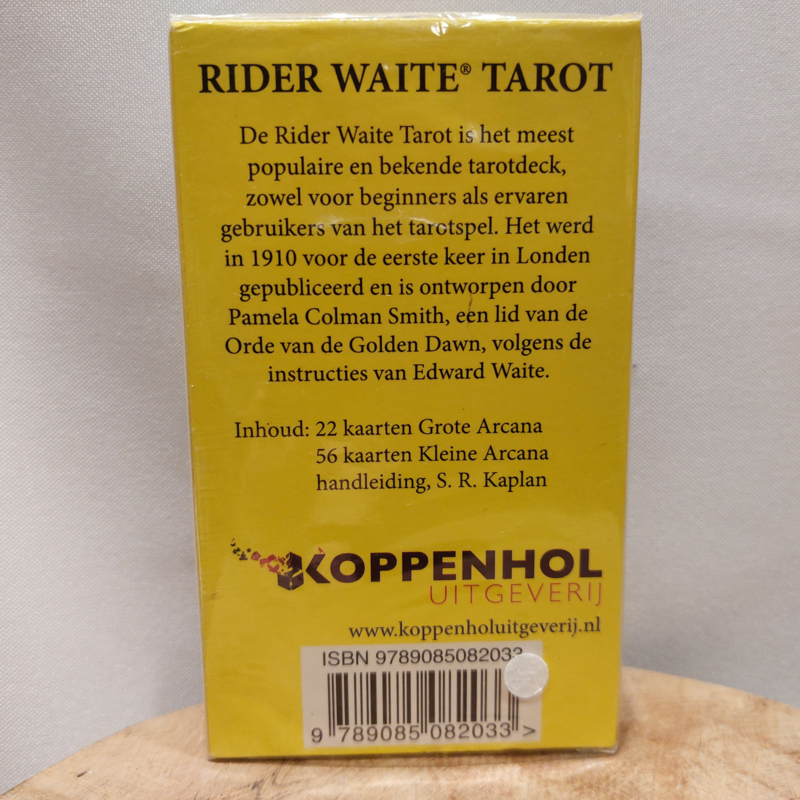 RIDER WAITE® TAROT
De Rider Waite Tarot is het meest
populaire en bekende tarotdeck,
zowel voor beginners als ervaren
gebruikers van het tarotspel. Het werd
in 1910 voor de eerste keer in Londen
gepubliceerd en is ontworpen door
Pamela Colman Smith, een lid van de
Orde van de Golden Dawn, volgens de
instructies van Edward Waite.
Inhoud: 22 kaarten Grote Arcana
56 kaarten Kleine Arcana
handleiding, S. R. Kaplan
KOPPENHOL
UITGEVERIJ
www.koppenholuitgeverij.nl
ISBN 9789085082033
9 789085 082033 >